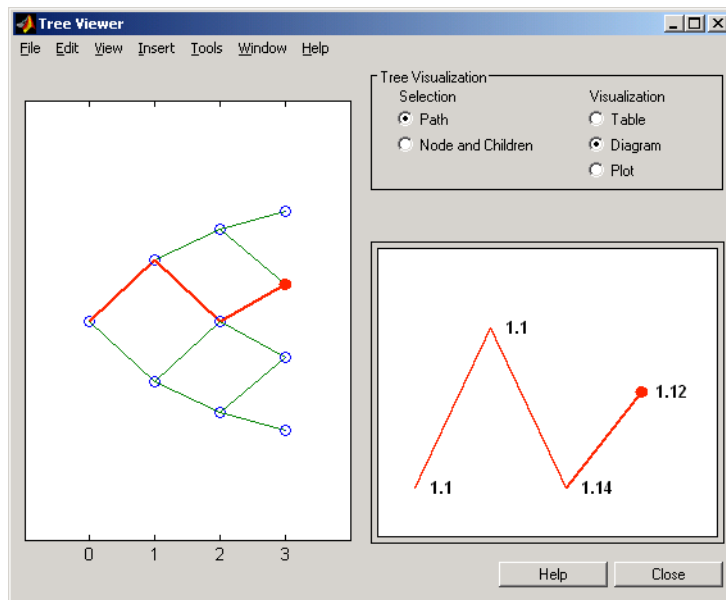 Tree Viewer
File Edit View Insert Tools Window Help
Tree Visualization
Selection
Path
Node and Children
Visualization
Table
Diagram
Plot
0 1 2 3
1.1
1.12
1.1
1.14
Help Close